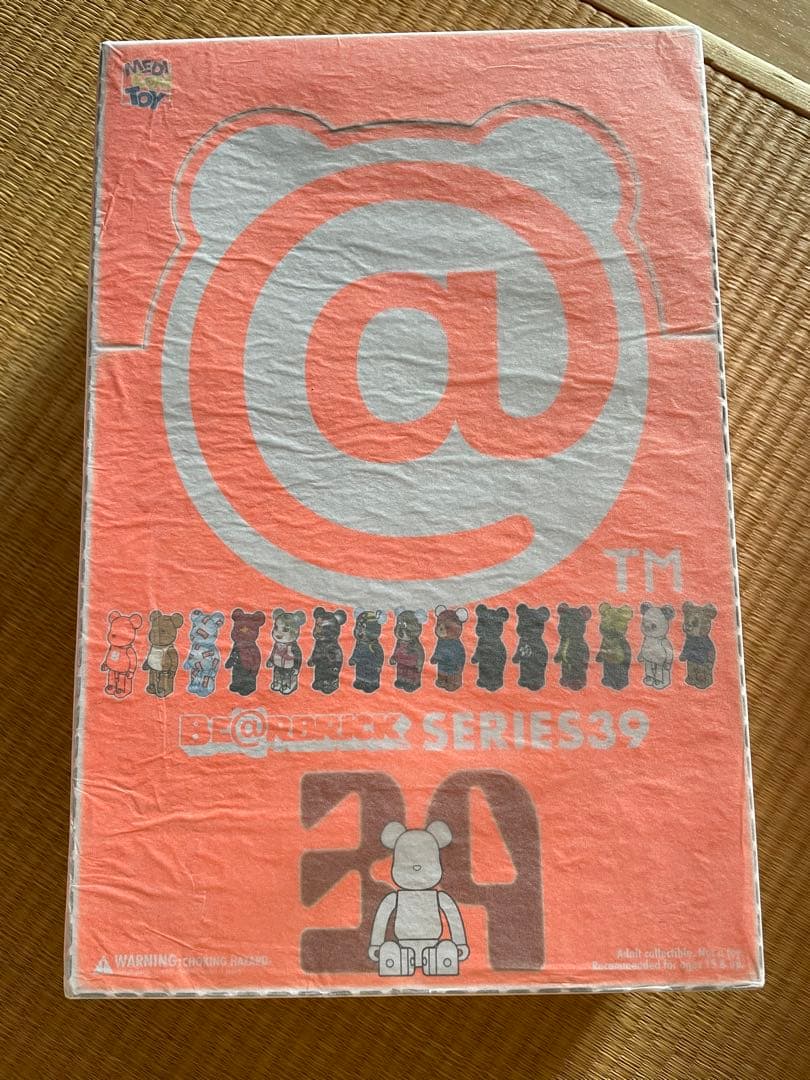 MEDI
TOY
@
TM
BE@RBRICK SERIES39
39
WARNING: CHOKING HAZARD.
Adult collectible. Not a toy.
Recommended for ages 15 & up.